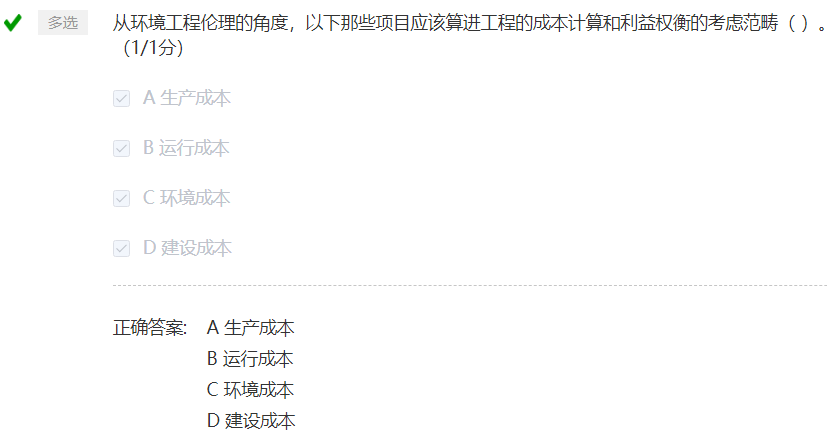 多选 从环境工程伦理的角度，以下那些项目应该算进工程的成本计算和利益权衡的考虑范畴（ ）。
（1/1分）
A 生产成本
B 运行成本
C 环境成本
D 建设成本
正确答案: A 生产成本
B 运行成本
C 环境成本
D 建设成本